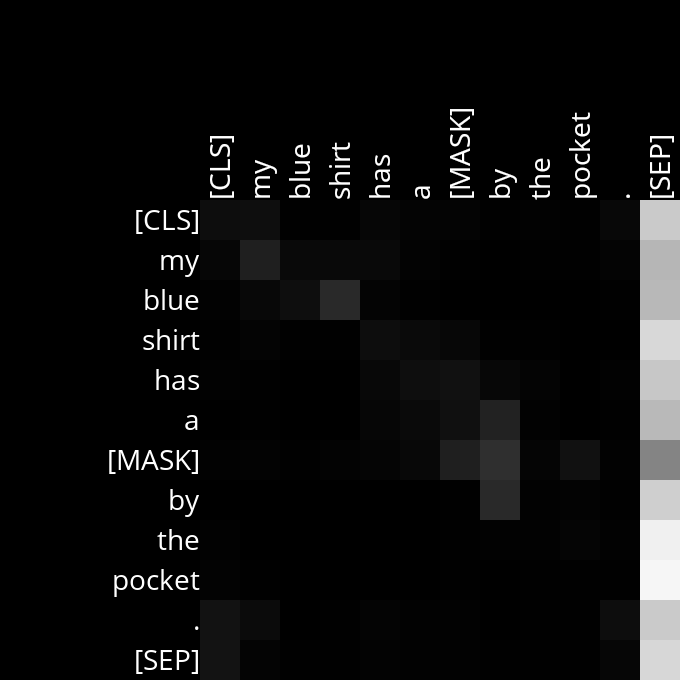 [CLS]
my
blue
shirt
has
a
[MASK]
by
the
pocket
.
[SEP]
[CLS]
my
blue
shirt
has
a
[MASK]
by
the
pocket
.
[SEP]